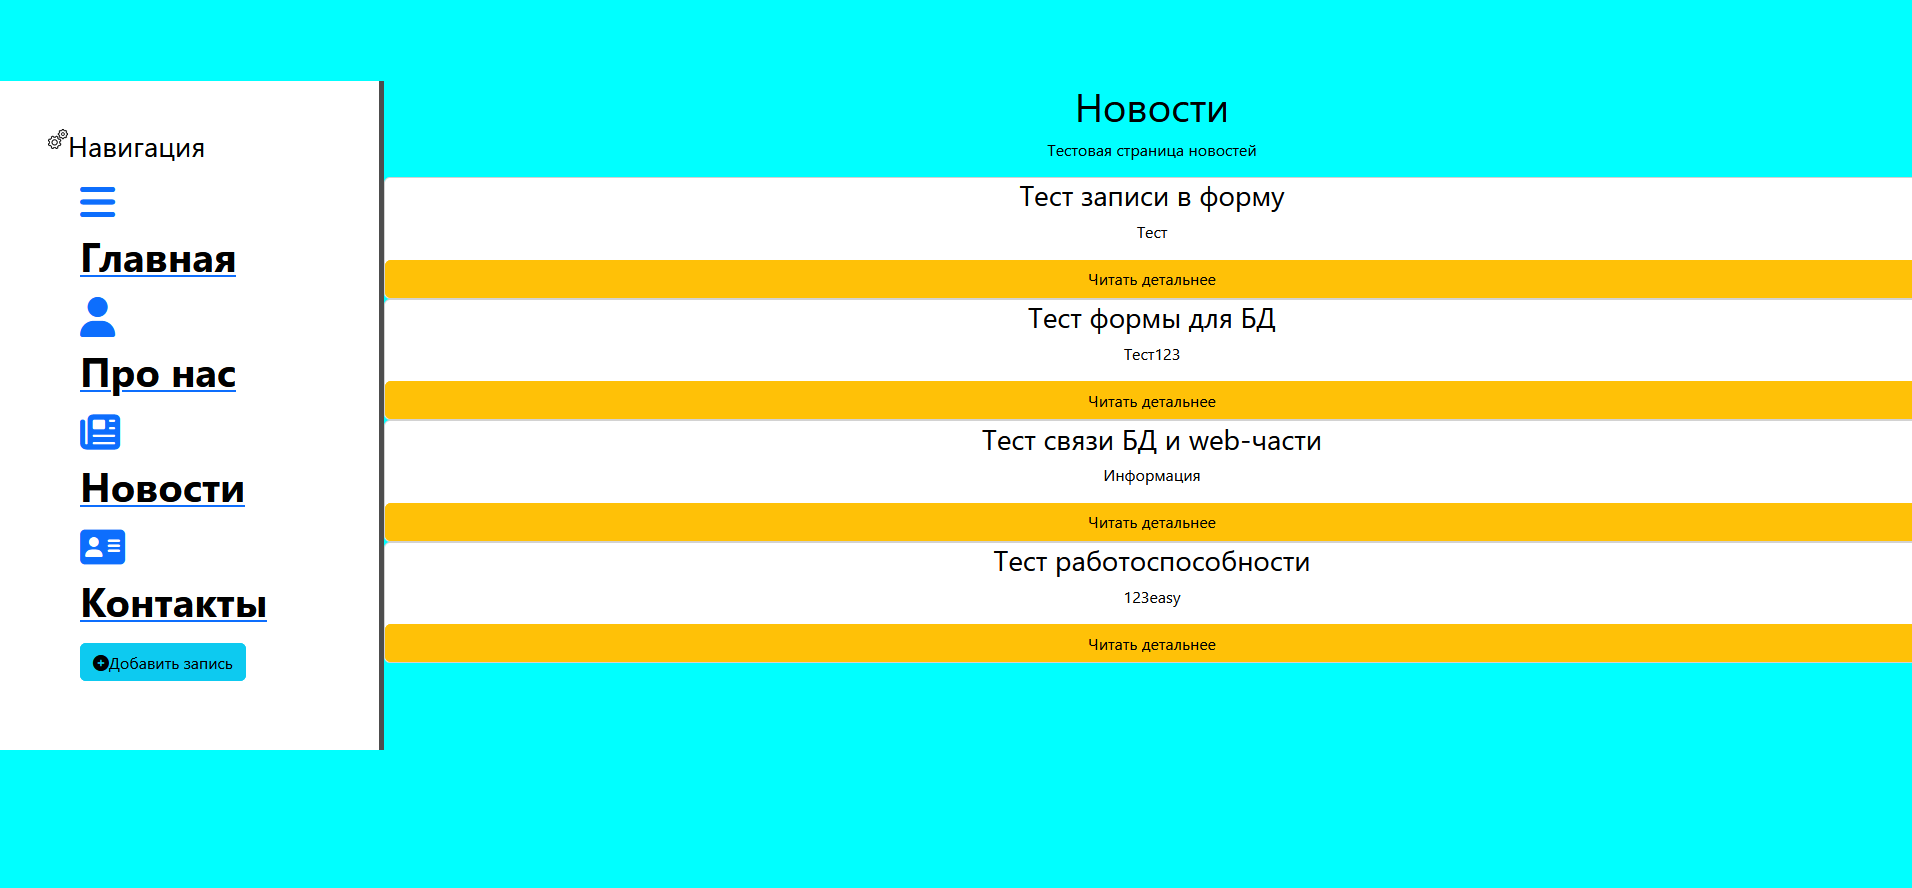 Навигация
Главная
Про нас
Новости
Контакты
Добавить запись
Новости
Тестовая страница новостей
Тест записи в форму
Тест
Читать детальнее
Тест формы для БД
Тест123
Читать детальнее
Тест связи БД и web-части
Информация
Читать детальнее
Тест работоспособности
123easy
Читать детальнее